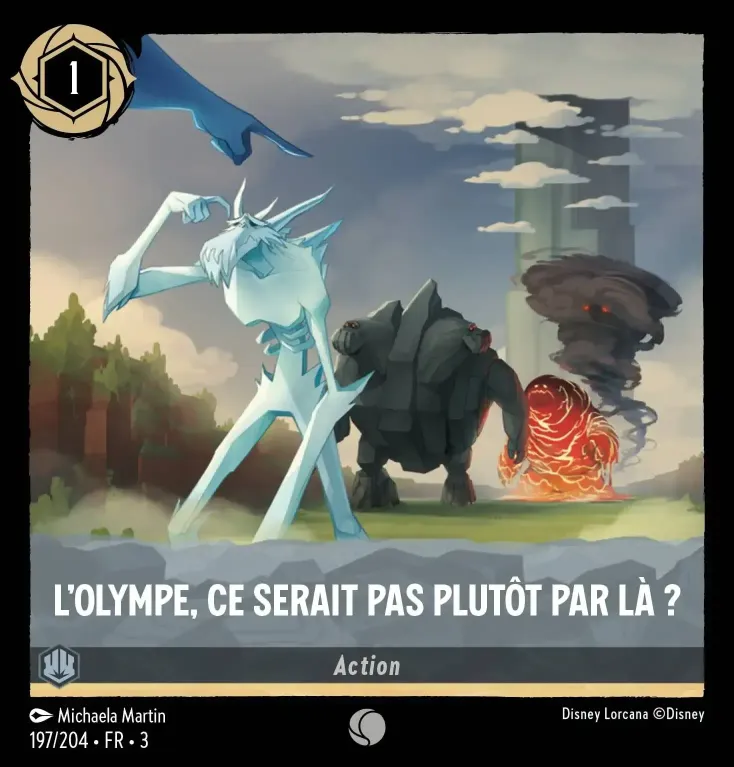 1
L'OLYMPE, CE SERAIT PAS PLUTÔT PAR LÀ ?
Action
Michaela Martin
Disney Lorcana ©Disney
197/204 • FR • 3